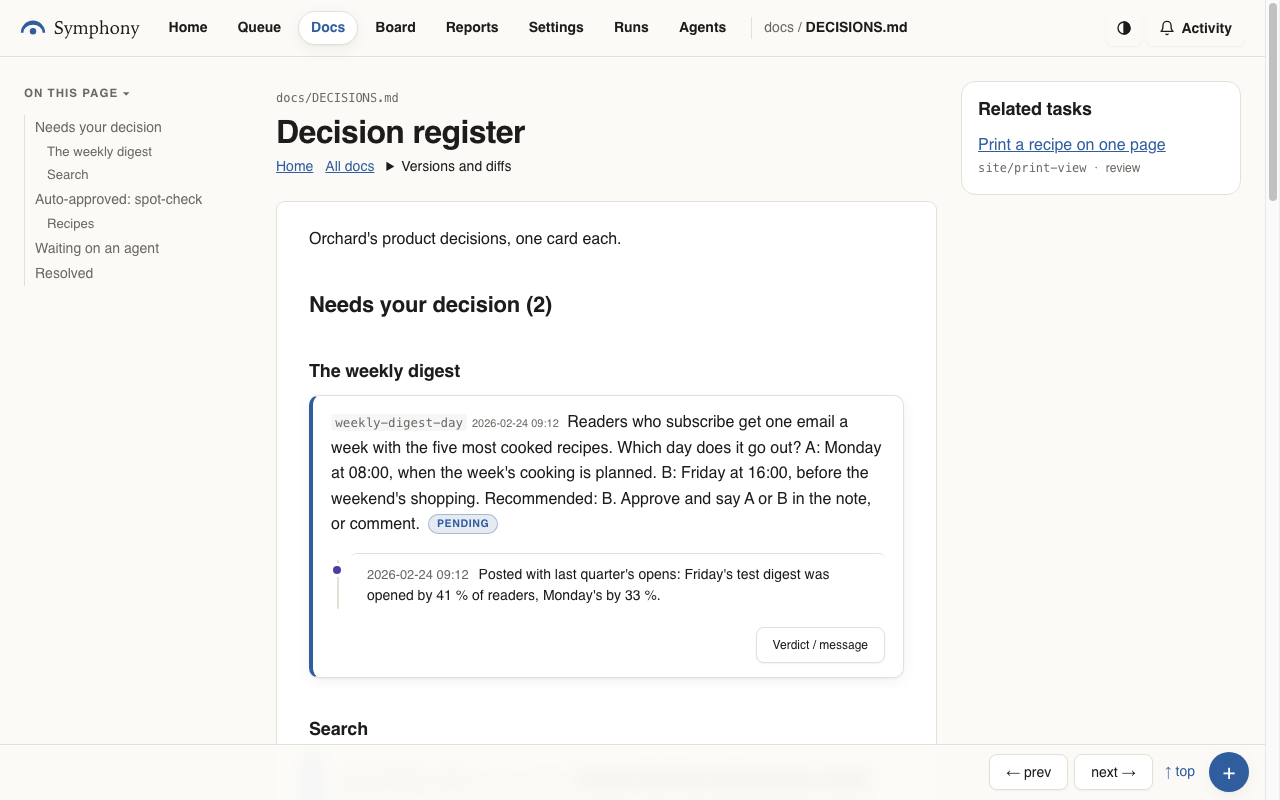 Symphony Home Queue Docs Board Reports Settings Runs Agents docs / DECISIONS.md Activity
ON THIS PAGE
Needs your decision
The weekly digest
Search
Auto-approved: spot-check
Recipes
Waiting on an agent
Resolved
docs/DECISIONS.md
Decision register
Home All docs ▶ Versions and diffs
Orchard's product decisions, one card each.
Needs your decision (2)
The weekly digest
weekly-digest-day 2026-02-24 09:12 Readers who subscribe get one email a
week with the five most cooked recipes. Which day does it go out? A: Monday
at 08:00, when the week's cooking is planned. B: Friday at 16:00, before the
weekend's shopping. Recommended: B. Approve and say A or B in the note,
or comment. PENDING
2026-02-24 09:12 Posted with last quarter's opens: Friday's test digest was
opened by 41 % of readers, Monday's by 33 %.
Verdict / message
Search
Related tasks
Print a recipe on one page
site/print-view · review
← prev next → ↑ top +